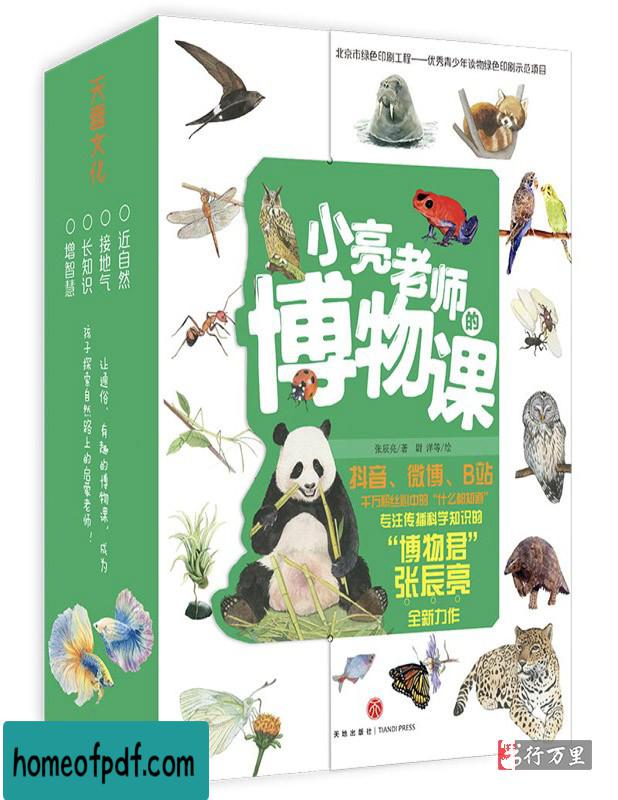 北京市绿色印刷工程——优秀青少年读物绿色印刷示范项目
天喜文化
○近自然
○接地气
○长知识
○增智慧
让通俗、有趣的博物课，成为
孩子探索自然路上的启蒙老师！
小亮老师的
博物课
张辰亮/著 尉洋等/绘
抖音、微博、B站
千万粉丝心中的“什么都知道”
专注传播科学知识的
“博物君”
张辰亮
全新力作
天地出版社 | TIANDI PRESS
homeofpdf.com
书行万里